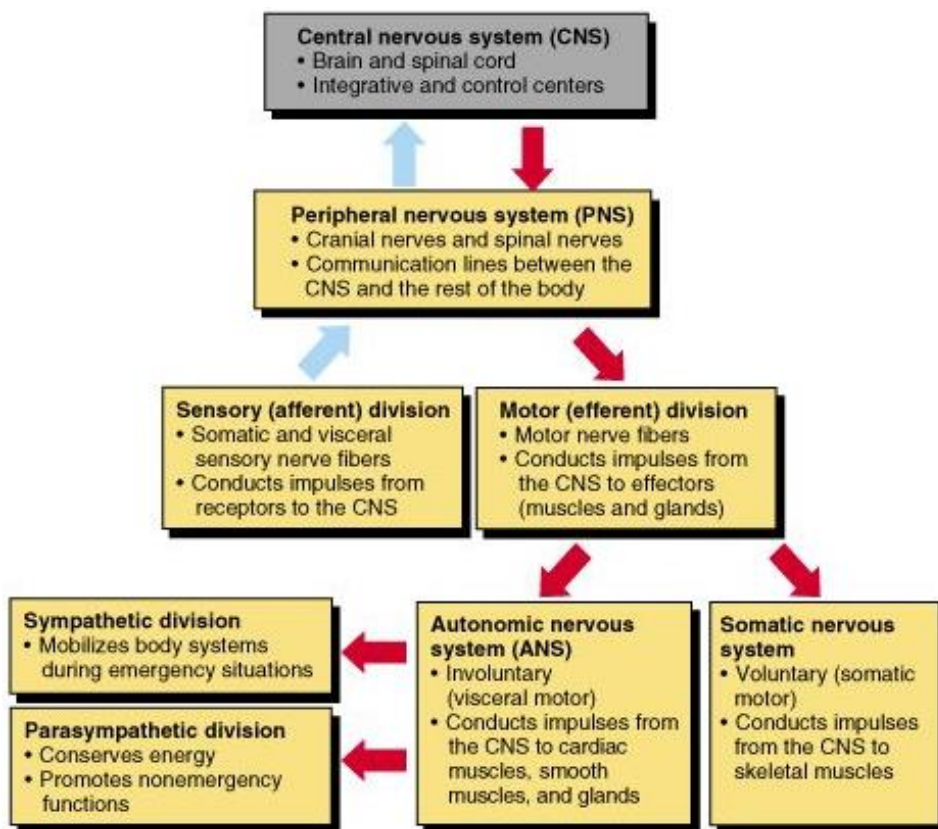 Central nervous system (CNS)
• Brain and spinal cord
• Integrative and control centers
Peripheral nervous system (PNS)
• Cranial nerves and spinal nerves
• Communication lines between the
CNS and the rest of the body
Sensory (afferent) division
• Somatic and visceral
sensory nerve fibers
• Conducts impulses from
receptors to the CNS
Motor (efferent) division
• Motor nerve fibers
• Conducts impulses from
the CNS to effectors
(muscles and glands)
Sympathetic division
• Mobilizes body systems
during emergency situations
Parasympathetic division
• Conserves energy
• Promotes nonemergency
functions
Autonomic nervous
system (ANS)
• Involuntary
(visceral motor)
• Conducts impulses from
the CNS to cardiac
muscles, smooth
muscles, and glands
Somatic nervous
system
• Voluntary (somatic
motor)
• Conducts impulses
from the CNS to
skeletal muscles